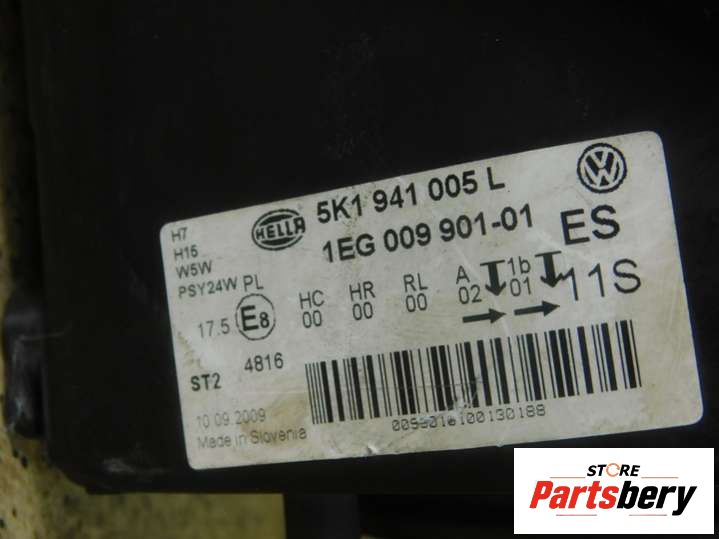 H7
H15
W5W
PSY24W PL
HELLA
5K1 941 005 L
1EG 009 901-01
ES
17.5
E8
HC
00
HR
00
RL
00
A
02
1b
01
11S
ST2
4816
10.09.2009
Made in Slovenia
STORE
Partsbery